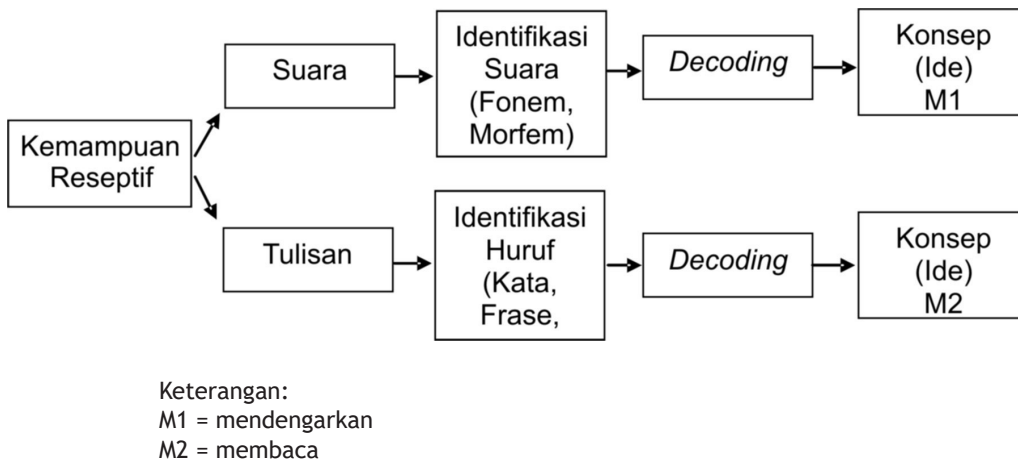 Kemampuan
Reseptif
Suara
Identifikasi
Suara
(Fonem,
Morfem)
Decoding
Konsep
(Ide)
M1
Tulisan
Identifikasi
Huruf
(Kata,
Frase,
Decoding
Konsep
(Ide)
M2
Keterangan:
M1 = mendengarkan
M2 = membaca